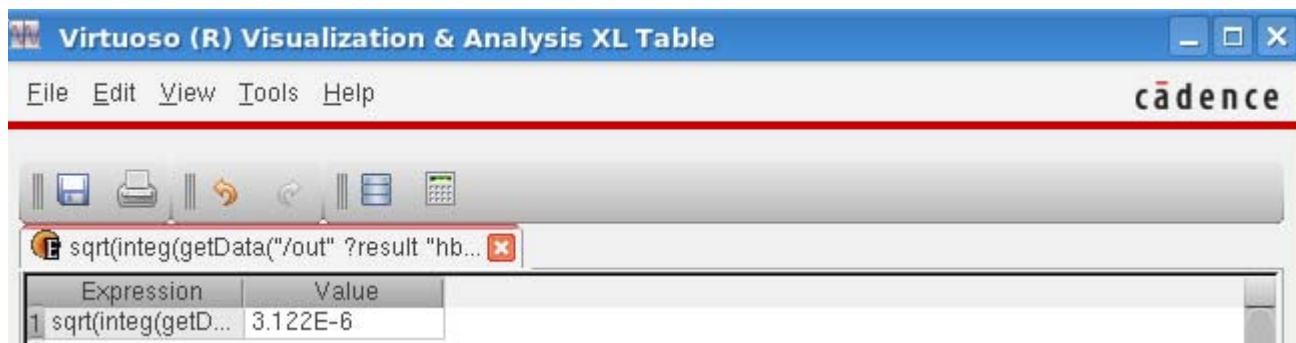 Virtuoso (R) Visualization & Analysis XL Table
File Edit View Tools Help
cādence
sqrt(integ(getData("/out" ?result "hb...
Expression Value
1 sqrt(integ(getD... 3.122E-6